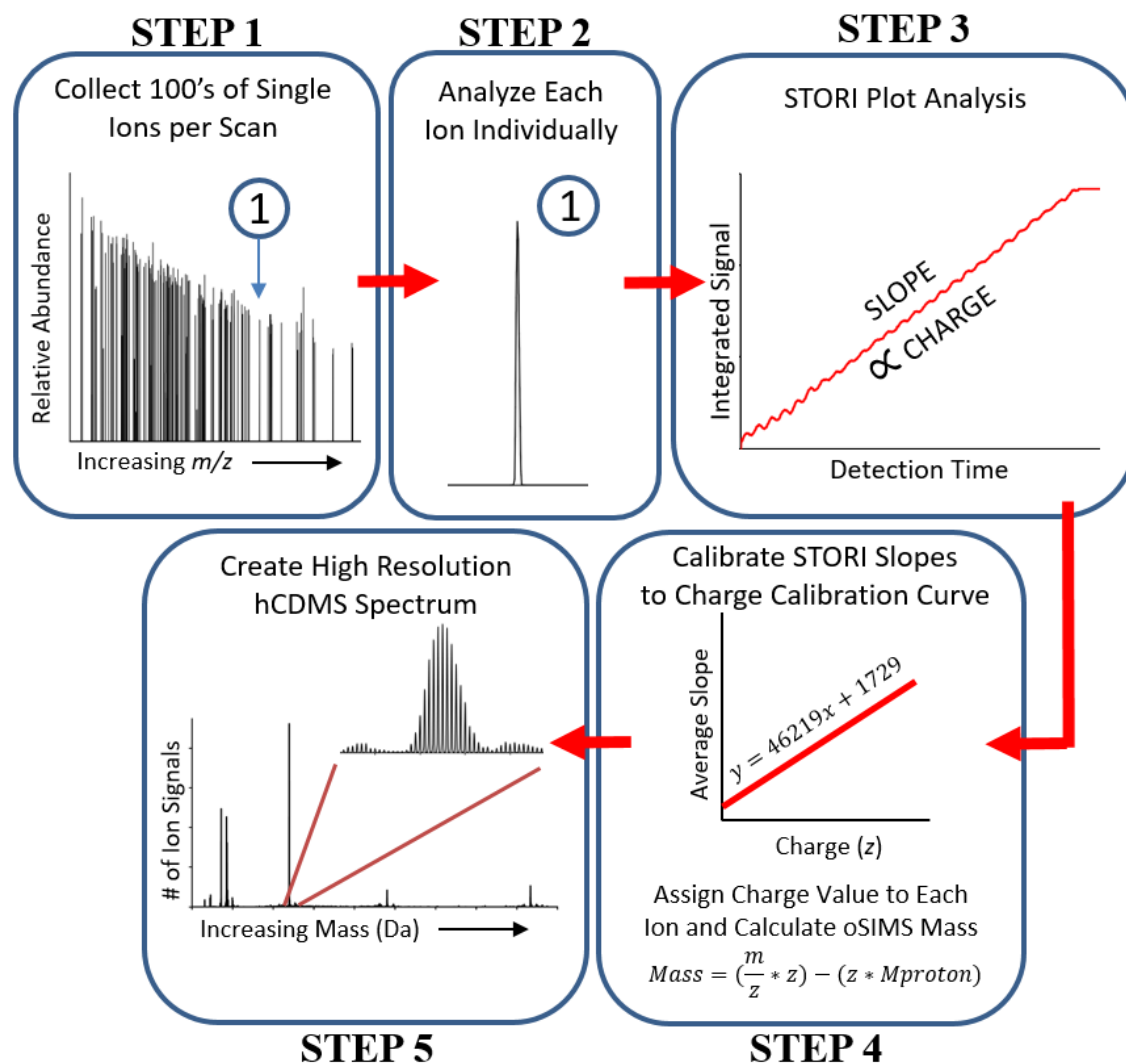 STEP 1
Collect 100's of Single
Ions per Scan
1
Relative Abundance
Increasing m/z
STEP 2
Analyze Each
Ion Individually
1
STEP 3
STORI Plot Analysis
Integrated Signal
SLOPE
∝ CHARGE
Detection Time
Calibrate STORI Slopes
to Charge Calibration Curve
Average Slope
y = 46219x + 1729
Charge (z)
Assign Charge Value to Each
Ion and Calculate oSIMS Mass
Mass = (m/z * z) − (z * Mproton)
STEP 4
Create High Resolution
hCDMS Spectrum
# of Ion Signals
Increasing Mass (Da)
STEP 5